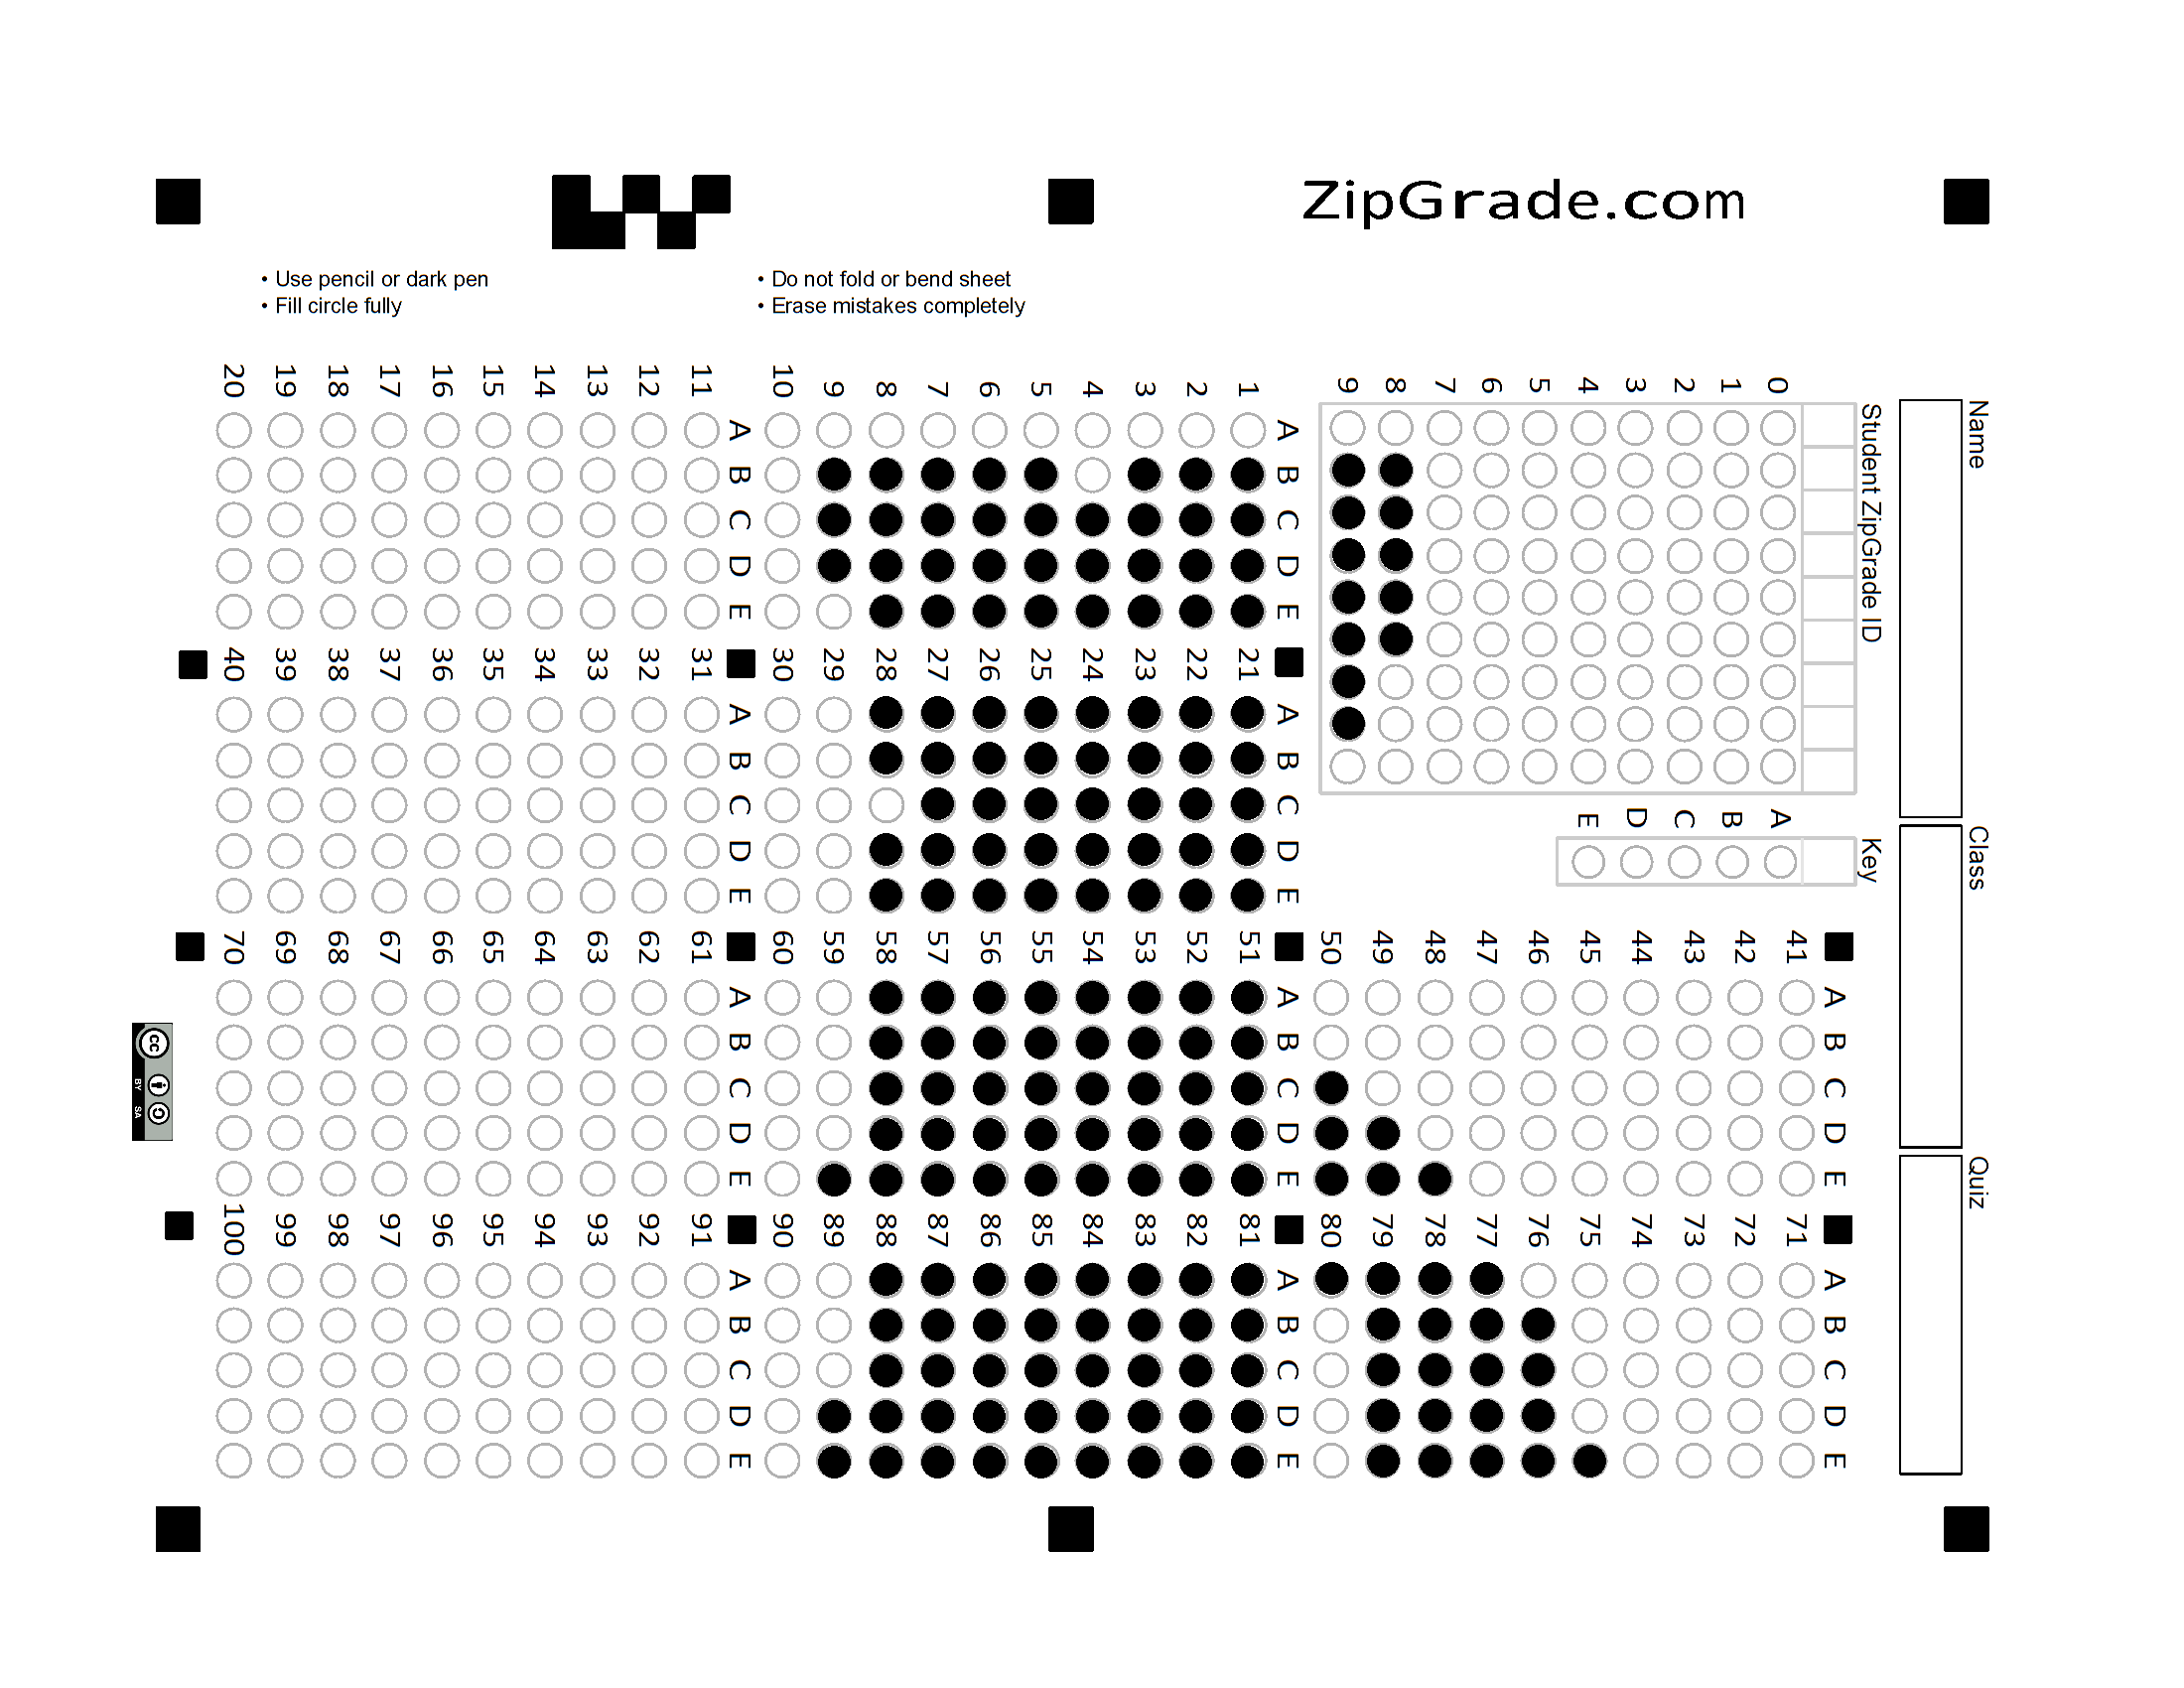 ZipGrade.com
• Use pencil or dark pen
• Fill circle fully
• Do not fold or bend sheet
• Erase mistakes completely
Name
Class
Quiz
Student ZipGrade ID
0 1 2 3 4 5 6 7 8 9
Key
A B C D E
1 2 3 4 5 6 7 8 9 10
A B C D E
11 12 13 14 15 16 17 18 19 20
A B C D E
21 22 23 24 25 26 27 28 29 30
A B C D E
31 32 33 34 35 36 37 38 39 40
A B C D E
41 42 43 44 45 46 47 48 49 50
A B C D E
51 52 53 54 55 56 57 58 59 60
A B C D E
61 62 63 64 65 66 67 68 69 70
A B C D E
71 72 73 74 75 76 77 78 79 80
A B C D E
81 82 83 84 85 86 87 88 89 90
A B C D E
91 92 93 94 95 96 97 98 99 100
A B C D E
cc BY SA